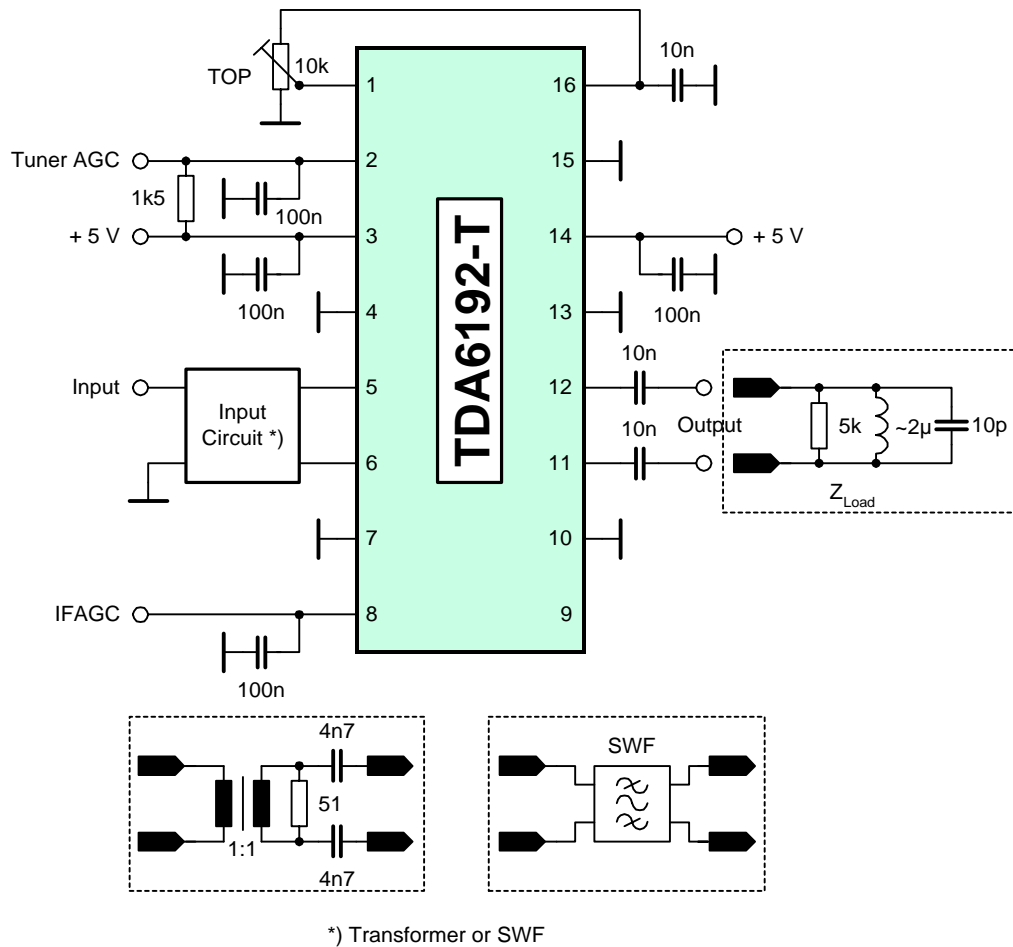 10k
TOP
1
16
10n
Tuner AGC
2
15
1k5
100n
+ 5 V
3
14
+ 5 V
100n
100n
4
13
TDA6192-T
10n
Input
5
12
Input
Circuit *)
10n
Output
5k
~2µ
10p
6
11
Z Load
7
10
IFAGC
8
9
100n
4n7
51
1:1
4n7
SWF
*) Transformer or SWF